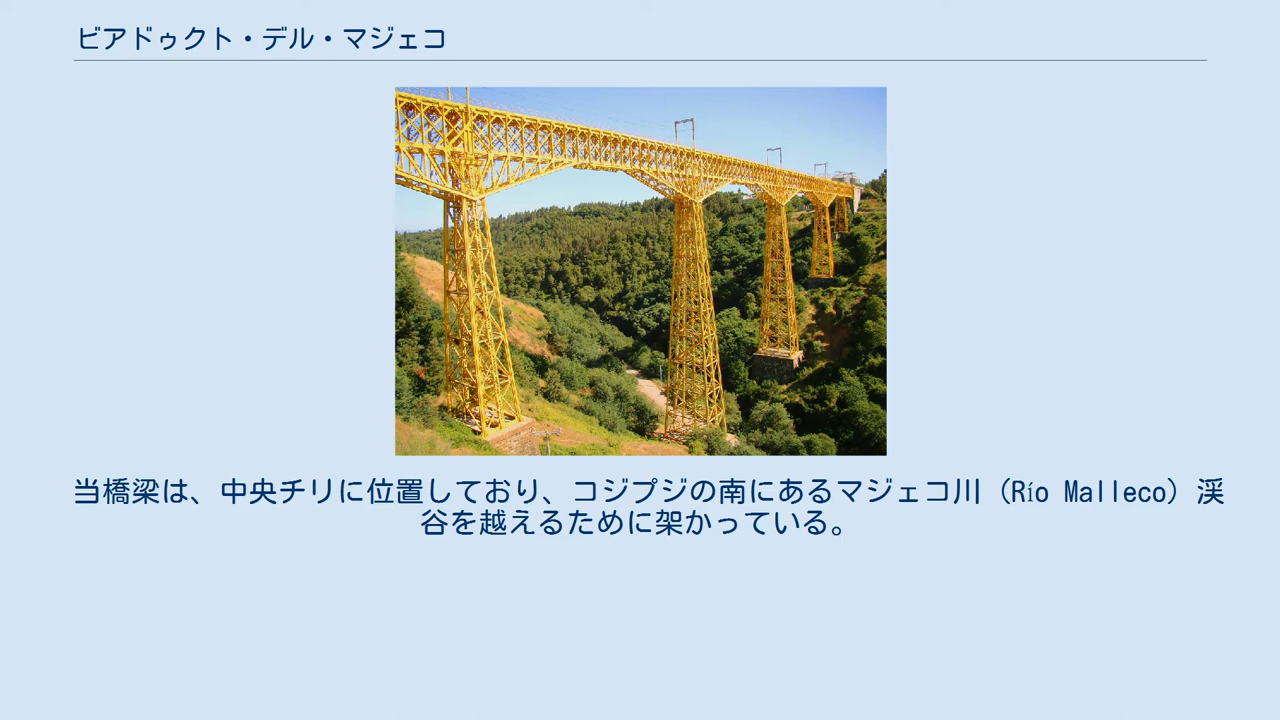 ビアドゥクト・デル・マジェコ
当橋梁は、中央チリに位置しており、コジプジの南にあるマジェコ川（Río Malleco）渓
谷を越えるために架かっている。